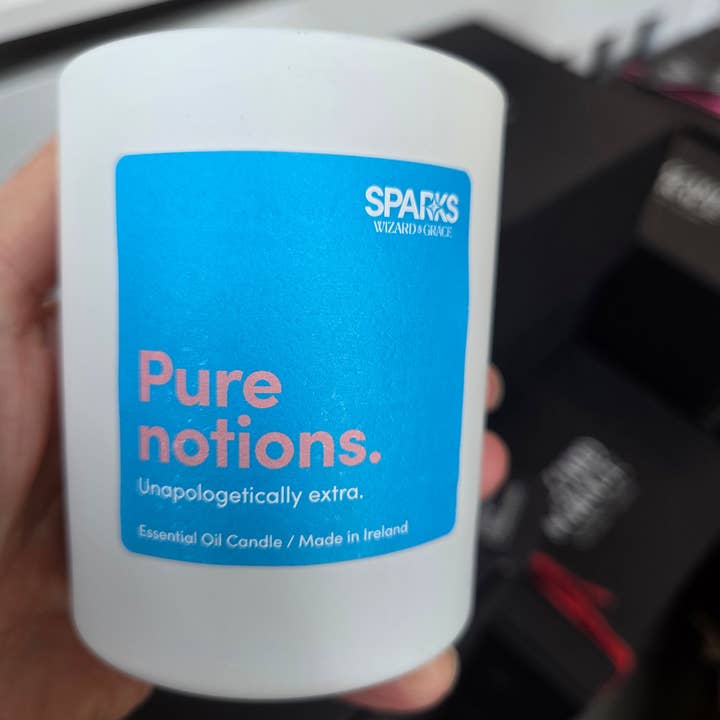 SPARKS
WIZARD & GRACE
Pure
notions.
Unapologetically extra.
Essential Oil Candle / Made in Ireland